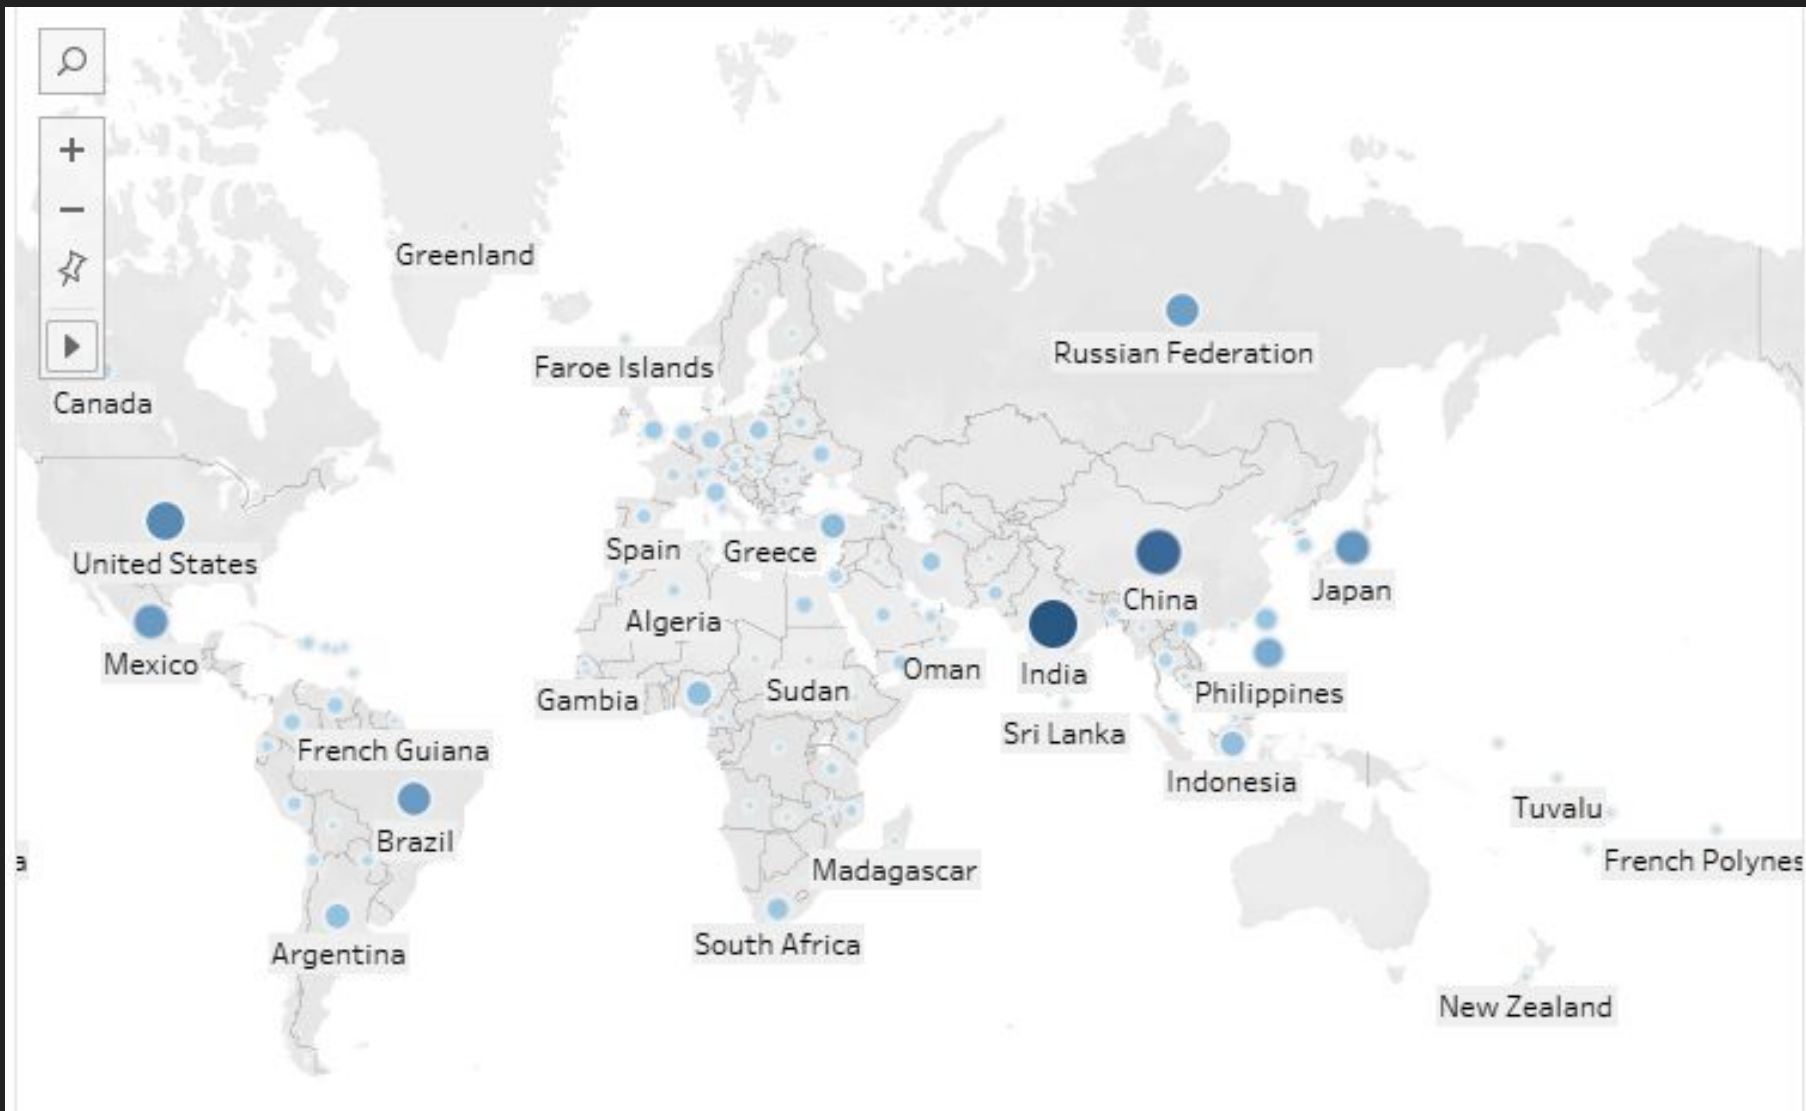 Greenland
Faroe Islands
Russian Federation
Canada
Spain
Greece
United States
Japan
China
Algeria
Mexico
Oman
India
Gambia
Sudan
Philippines
Sri Lanka
French Guiana
Indonesia
Tuvalu
Brazil
a
French Polynes
Madagascar
South Africa
Argentina
New Zealand